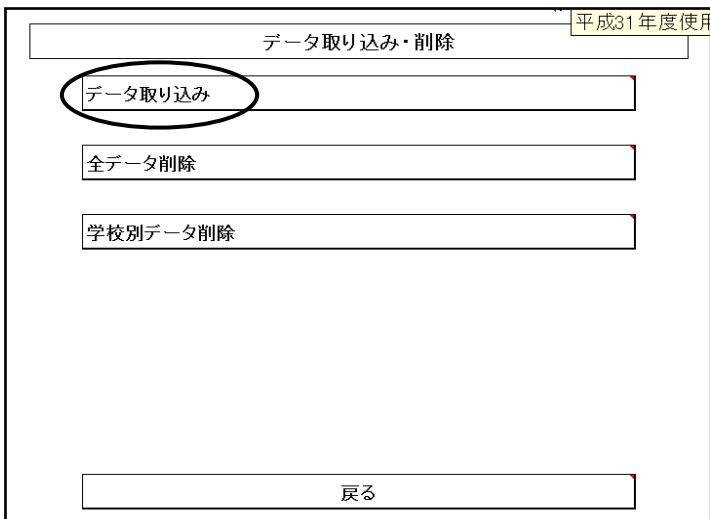 平成31年度使用
データ取り込み・削除
データ取り込み
全データ削除
学校別データ削除
戻る